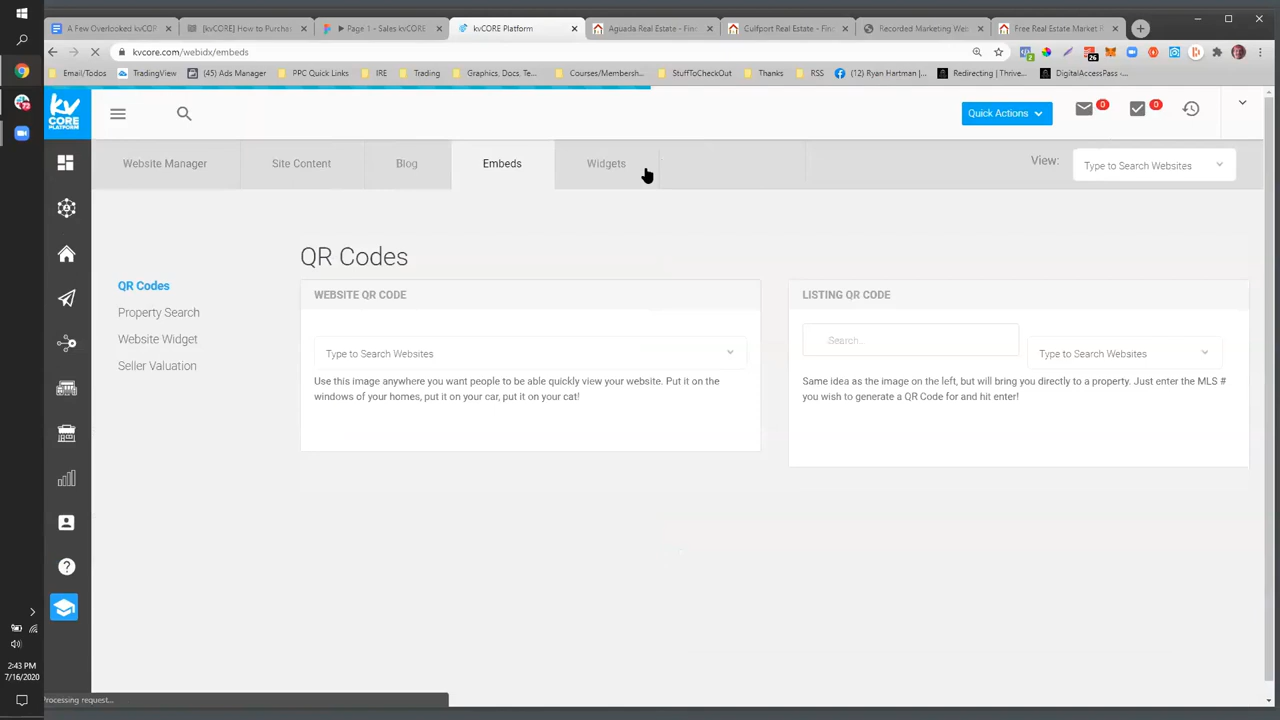 A Few Overlooked kvCORE
[kvCORE] How to Purchas
Page 1 - Sales kvCORE
kvCORE Platform
Aguada Real Estate - Find
Gulfport Real Estate - Find
Recorded Marketing Web
Free Real Estate Market R
kvcore.com/webidx/embeds
2
26
Email/Todos
TradingView
(45) Ads Manager
PPC Quick Links
IRE
Trading
Graphics, Docs, Te...
Courses/Membersh...
StuffToCheckOut
Thanks
RSS
(12) Ryan Hartman |...
Redirecting | Thrive...
DigitalAccessPass -...
kv
CORE
PLATFORM
Quick Actions
0
0
Website Manager
Site Content
Blog
Embeds
Widgets
View:
Type to Search Websites
QR Codes
QR Codes
Property Search
Website Widget
Seller Valuation
WEBSITE QR CODE
Type to Search Websites
Use this image anywhere you want people to be able quickly view your website. Put it on the
windows of your homes, put it on your car, put it on your cat!
LISTING QR CODE
Search...
Type to Search Websites
Same idea as the image on the left, but will bring you directly to a property. Just enter the MLS #
you wish to generate a QR Code for and hit enter!
2:43 PM
7/16/2020
Processing request...